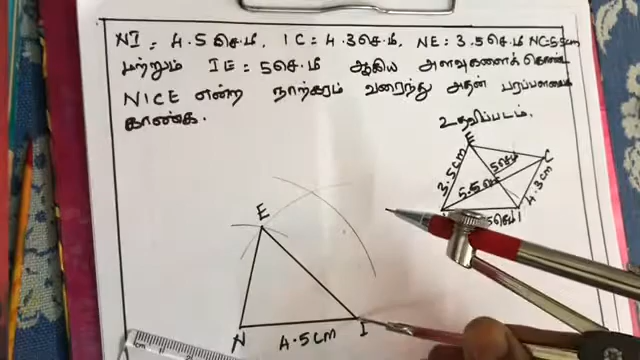 NI = 4.5 செ.மீ, IC = 4.3 செ.மீ, NE = 3.5 செ.மீ NC = 5.5cm
மற்றும் IE = 5 செ.மீ ஆகிய அளவுகளைக் கொண்ட
NICE என்ற நாற்கரம் வரைந்து அதன் பரப்பளவைக்
காண்க.
உதவிப்படம்.
E
C
3.5cm
5செமீ
5.5செ
4.3cm
I
E
N
4.5cm
I